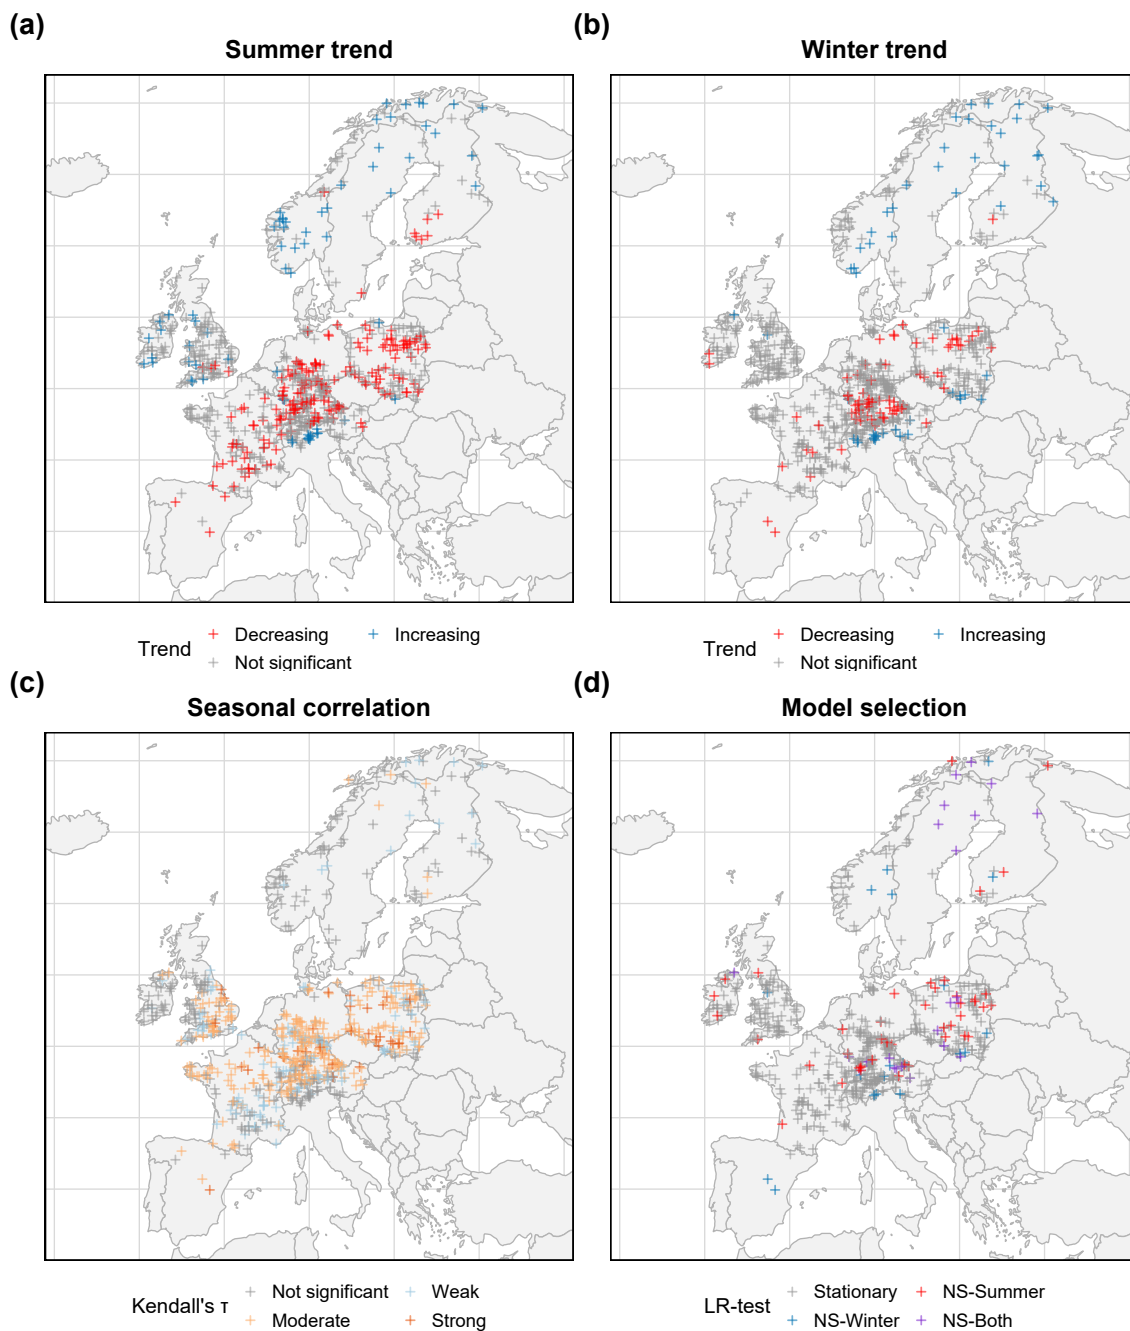 (a)
Summer trend
Trend
Decreasing
Increasing
Not significant
(b)
Winter trend
Trend
Decreasing
Increasing
Not significant
(c)
Seasonal correlation
Kendall's τ
Not significant
Weak
Moderate
Strong
(d)
Model selection
LR-test
Stationary
NS-Summer
NS-Winter
NS-Both